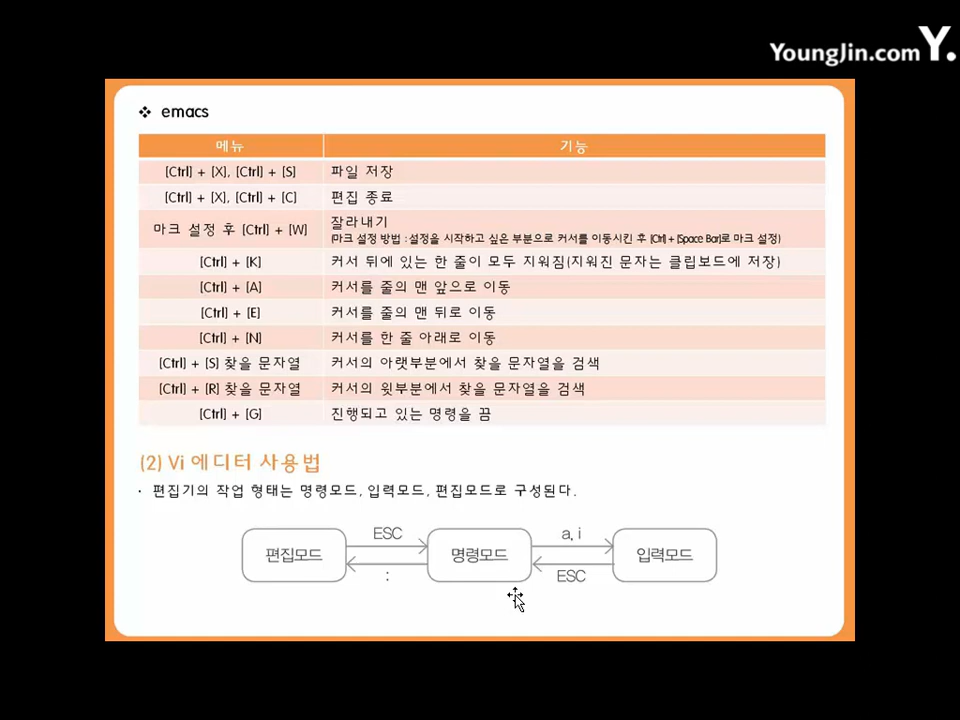 YoungJin.com Y.
❖ emacs
메뉴 기능
[Ctrl] + [X], [Ctrl] + [S] 파일 저장
[Ctrl] + [X], [Ctrl] + [C] 편집 종료
마크 설정 후 [Ctrl] + [W] 잘라내기
(마크 설정 방법 : 설정을 시작하고 싶은 부분으로 커서를 이동시킨 후 [Ctrl] + [Space Bar]로 마크 설정)
[Ctrl] + [K] 커서 뒤에 있는 한 줄이 모두 지워짐(지워진 문자는 클립보드에 저장)
[Ctrl] + [A] 커서를 줄의 맨 앞으로 이동
[Ctrl] + [E] 커서를 줄의 맨 뒤로 이동
[Ctrl] + [N] 커서를 한 줄 아래로 이동
[Ctrl] + [S] 찾을 문자열 커서의 아랫부분에서 찾을 문자열을 검색
[Ctrl] + [R] 찾을 문자열 커서의 윗부분에서 찾을 문자열을 검색
[Ctrl] + [G] 진행되고 있는 명령을 끔
(2) Vi 에디터 사용법
· 편집기의 작업 형태는 명령모드, 입력모드, 편집모드로 구성된다.
ESC a, i
편집모드 명령모드 입력모드
: ESC